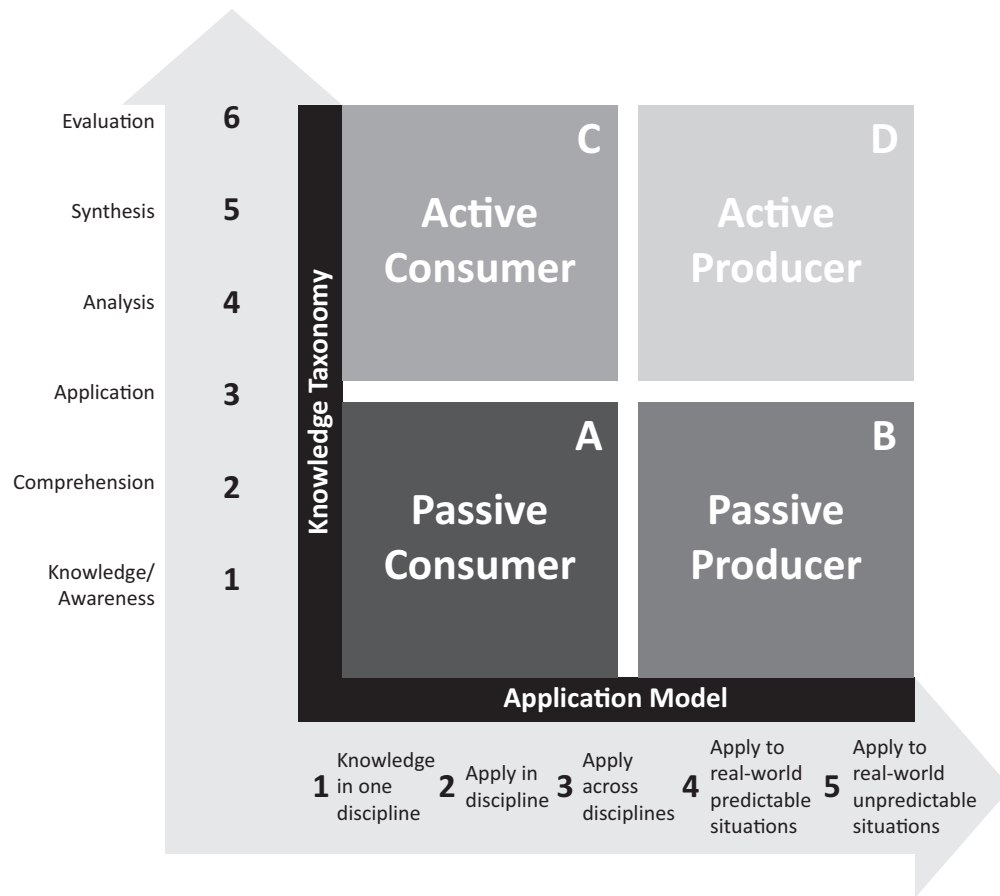 Evaluation
6
Synthesis
5
Analysis
4
Application
3
Comprehension
2
Knowledge/
Awareness
1
Knowledge Taxonomy
C
Active
Consumer
D
Active
Producer
A
Passive
Consumer
B
Passive
Producer
Application Model
1
Knowledge
in one
discipline
2
Apply in
discipline
3
Apply
across
disciplines
4
Apply to
real-world
predictable
situations
5
Apply to
real-world
unpredictable
situations